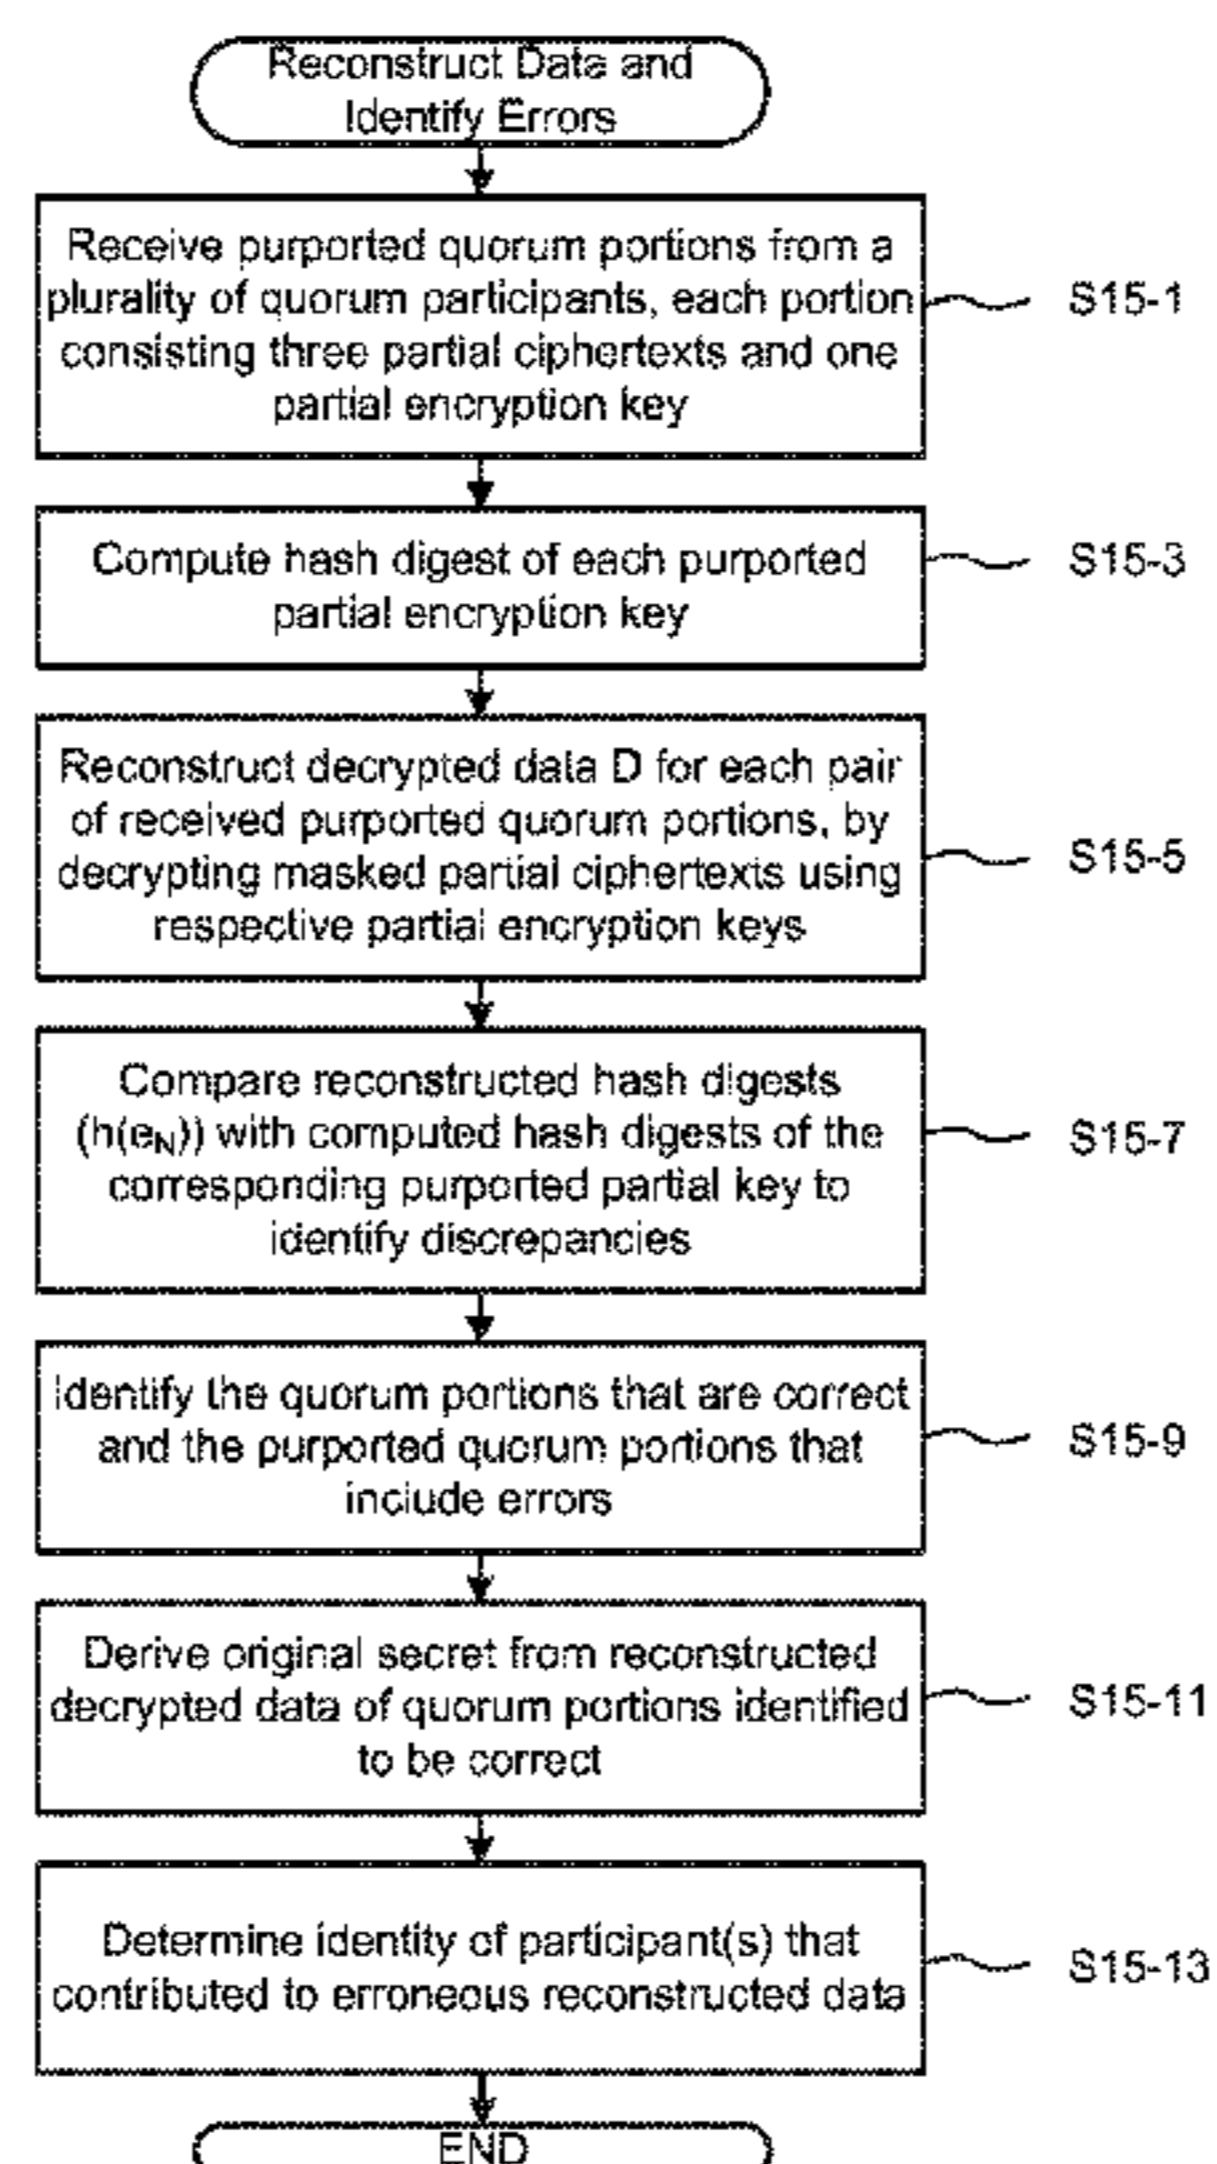 Reconstruct Data and
Identify Errors
Receive purported quorum portions from a
plurality of quorum participants, each portion
consisting three partial ciphertexts and one
partial encryption key
S15-1
Compute hash digest of each purported
partial encryption key
S15-3
Reconstruct decrypted data D for each pair
of received purported quorum portions, by
decrypting masked partial ciphertexts using
respective partial encryption keys
S15-5
Compare reconstructed hash digests
(h(eN)) with computed hash digests of the
corresponding purported partial key to
identify discrepancies
S15-7
Identify the quorum portions that are correct
and the purported quorum portions that
include errors
S15-9
Derive original secret from reconstructed
decrypted data of quorum portions identified
to be correct
S15-11
Determine identity of participant(s) that
contributed to erroneous reconstructed data
S15-13
END